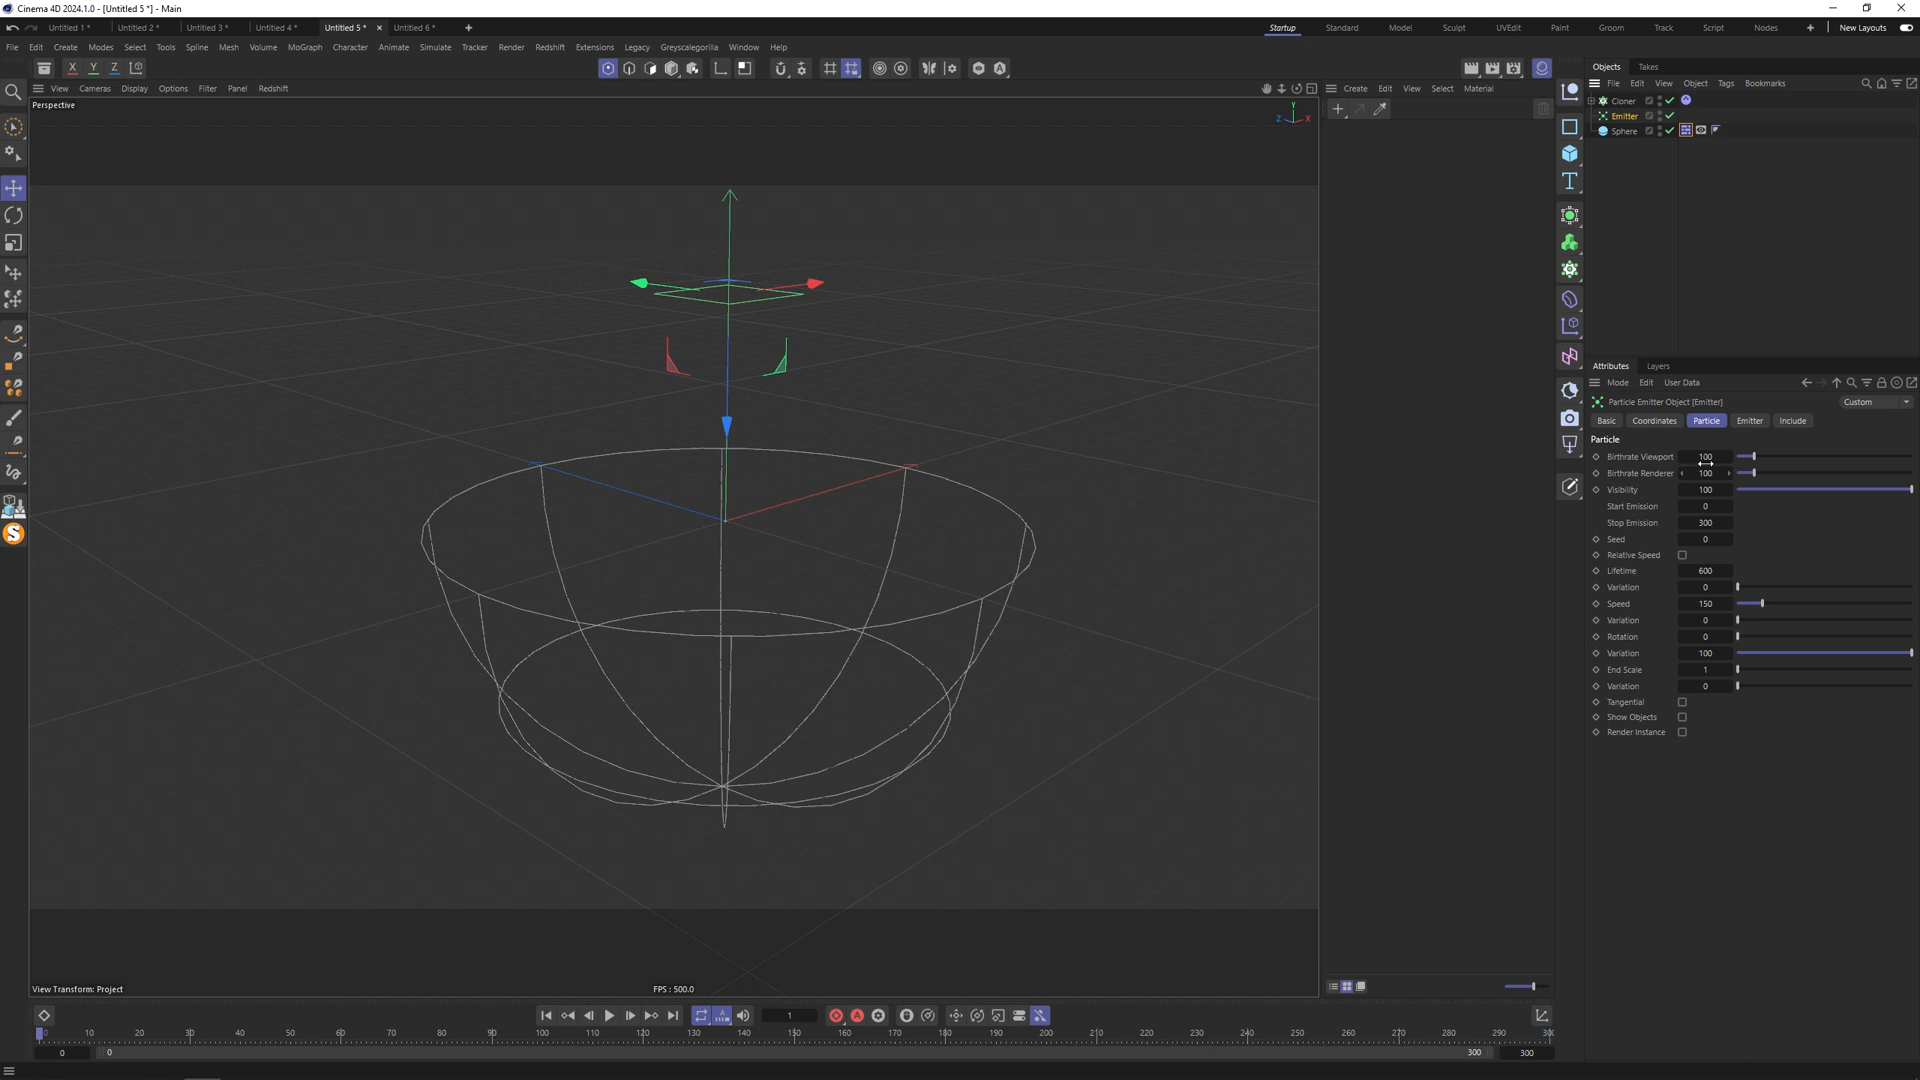 Cinema 4D 2024.1.0 - [Untitled 5 *] - Main
Untitled 1 * Untitled 2 * Untitled 3 * Untitled 4 * Untitled 5 * × Untitled 6 * +
Startup Standard Model Sculpt UVEdit Paint Groom Track Script Nodes + New Layouts
File Edit Create Modes Select Tools Spline Mesh Volume MoGraph Character Animate Simulate Tracker Render Redshift Extensions Legacy Greyscalegorilla Window Help
X Y Z
Objects Takes
View Cameras Display Options Filter Panel Redshift
Create Edit View Select Material
File Edit View Object Tags Bookmarks
Perspective
Y
Z X
Cloner
Emitter
Sphere
Attributes Layers
Mode Edit User Data
Particle Emitter Object [Emitter] Custom
Basic Coordinates Particle Emitter Include
Particle
Birthrate Viewport 100
Birthrate Renderer 100
Visibility 100
Start Emission 0
Stop Emission 300
Seed 0
Relative Speed
Lifetime 600
Variation 0
Speed 150
Variation 0
Rotation 0
Variation 100
End Scale 1
Variation 0
Tangential
Show Objects
Render Instance
View Transform: Project FPS : 500.0
1
0 10 20 30 40 50 60 70 80 90 100 110 120 130 140 150 160 170 180 190 200 210 220 230 240 250 260 270 280 290 30
0 0 300 300